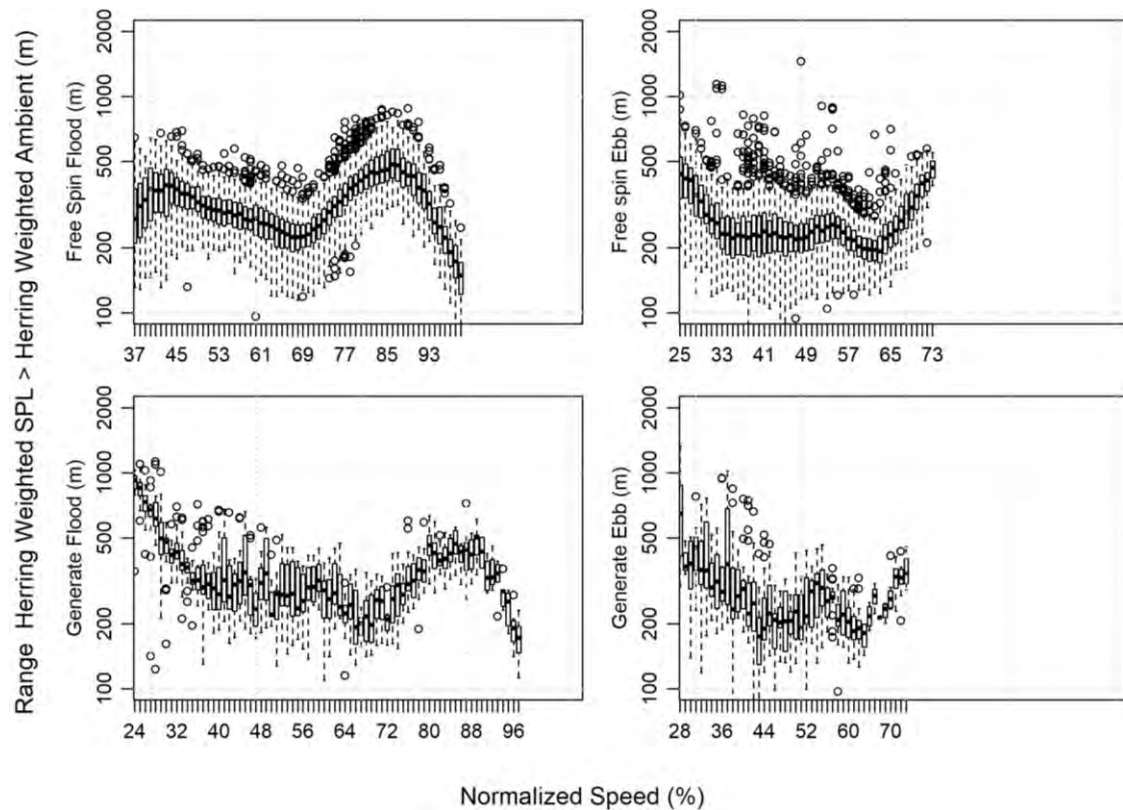 Range Herring Weighted SPL > Herring Weighted Ambient (m)
Free Spin Flood (m)
2000
1000
500
200
100
37 45 53 61 69 77 85 93
Free spin Ebb (m)
2000
1000
500
200
100
25 33 41 49 57 65 73
Generate Flood (m)
2000
1000
500
200
100
24 32 40 48 56 64 72 80 88 96
Generate Ebb (m)
2000
1000
500
200
100
28 36 44 52 60 70
Normalized Speed (%)